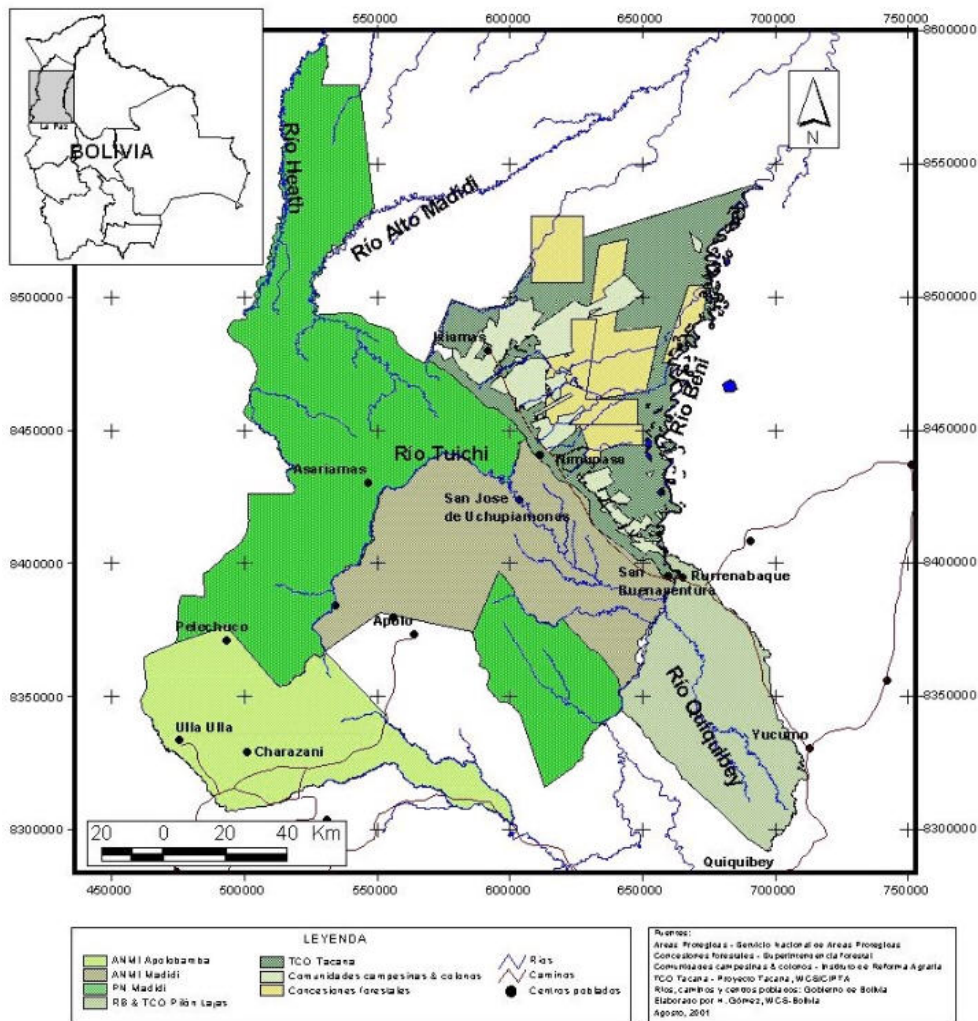 550000 600000 650000 700000 750000
8600000
La Paz
BOLIVIA
N
Río Heath
8550000
8550000
Río Alto Madidi
8500000
8500000
Ixiamas
Río Beni
8450000
8450000
Río Tuichi
Tumupasa
Asariamas
San Jose
de Uchupiamonas
8400000
8400000
San
Buenaventura
Rurrenabaque
Pelechuco
Apolo
8350000
8350000
Río Quiquibey
Ulla Ulla
Yucumo
Charazani
8300000
8300000
20 0 20 40 Km
Quiquibey
450000 500000 550000 600000 650000 700000 750000
LEYENDA
ANMI Apolobamba
ANMI Madidi
PN Madidi
RB & TCO Pilón Lajas
TCO Tacana
Comunidades campesinas & colonos
Concesiones forestales
Ríos
Caminos
Centros poblados
Fuentes:
Areas Protegidas - Servicio Nacional de Areas Protegidas
Concesiones forestales - Superintendencia Forestal
Comunidades campesinas & colonos - Instituto de Reforma Agraria
TCO Tacana - Proyecto Tacana, WCS/CIPTA
Ríos, caminos y centros poblados: Gobierno de Bolivia
Elaborado por H. Gómez, WCS-Bolivia
Agosto, 2001